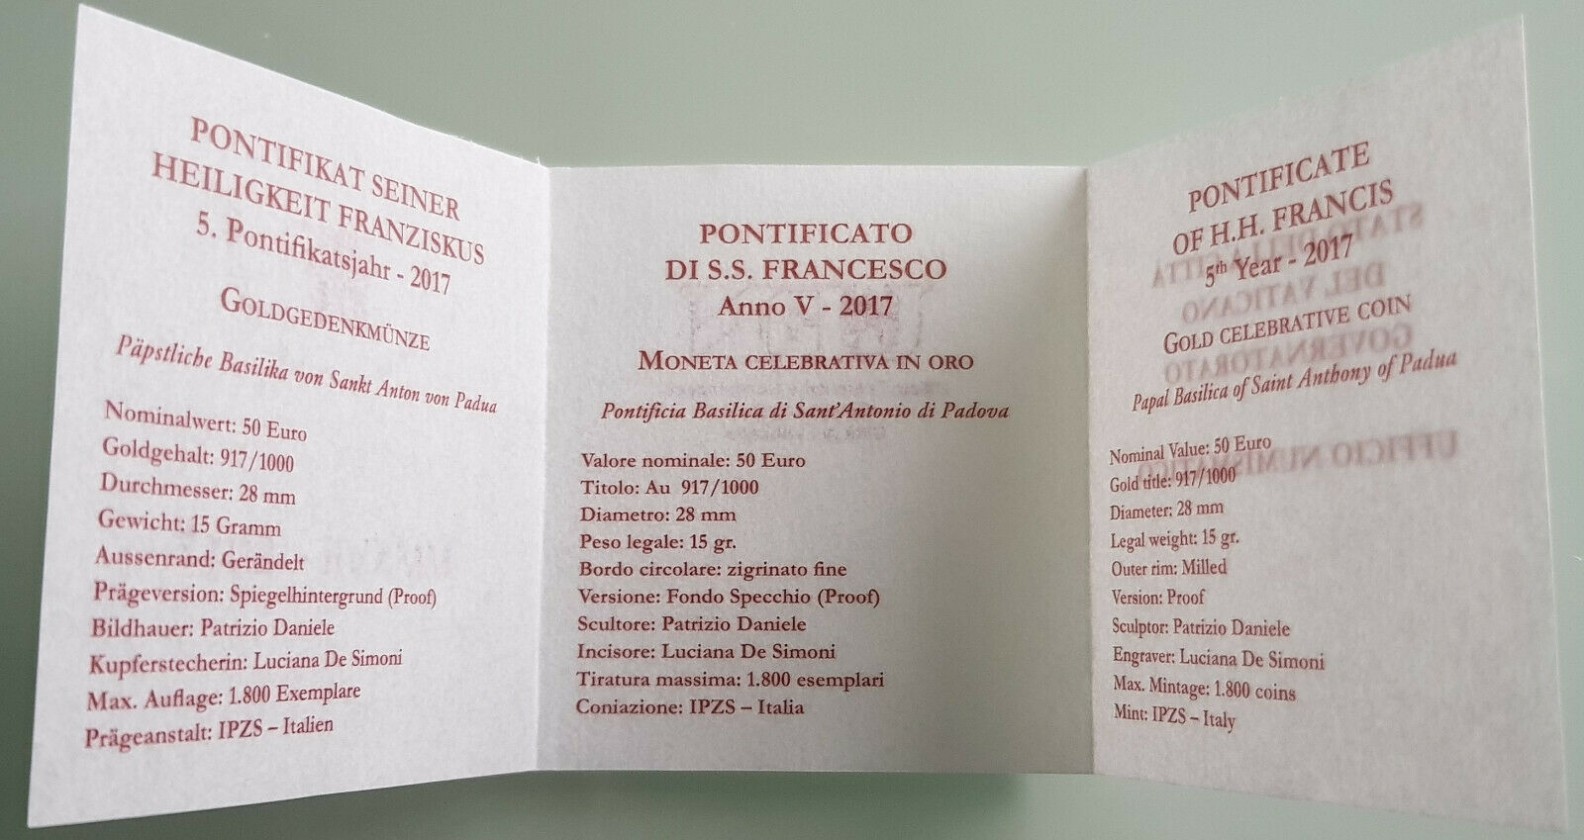 PONTIFIKAT SEINER
HEILIGKEIT FRANZISKUS
5. Pontifikatsjahr - 2017
GOLDGEDENKMÜNZE
Päpstliche Basilika von Sankt Anton von Padua
Nominalwert: 50 Euro
Goldgehalt: 917/1000
Durchmesser: 28 mm
Gewicht: 15 Gramm
Aussenrand: Gerändelt
Prägeversion: Spiegelhintergrund (Proof)
Bildhauer: Patrizio Daniele
Kupferstecherin: Luciana De Simoni
Max. Auflage: 1.800 Exemplare
Prägeanstalt: IPZS – Italien
PONTIFICATO
DI S.S. FRANCESCO
Anno V - 2017
MONETA CELEBRATIVA IN ORO
Pontificia Basilica di Sant'Antonio di Padova
Valore nominale: 50 Euro
Titolo: Au 917/1000
Diametro: 28 mm
Peso legale: 15 gr.
Bordo circolare: zigrinato fine
Versione: Fondo Specchio (Proof)
Scultore: Patrizio Daniele
Incisore: Luciana De Simoni
Tiratura massima: 1.800 esemplari
Coniazione: IPZS – Italia
PONTIFICATE
OF H.H. FRANCIS
5th Year - 2017
GOLD CELEBRATIVE COIN
Papal Basilica of Saint Anthony of Padua
Nominal Value: 50 Euro
Gold title: 917/1000
Diameter: 28 mm
Legal weight: 15 gr.
Outer rim: Milled
Version: Proof
Sculptor: Patrizio Daniele
Engraver: Luciana De Simoni
Max. Mintage: 1.800 coins
Mint: IPZS – Italy
STATO DELLA CITTÀ
DEL VATICANO
GOVERNATORATO
UFFICIO NUMISMATICO